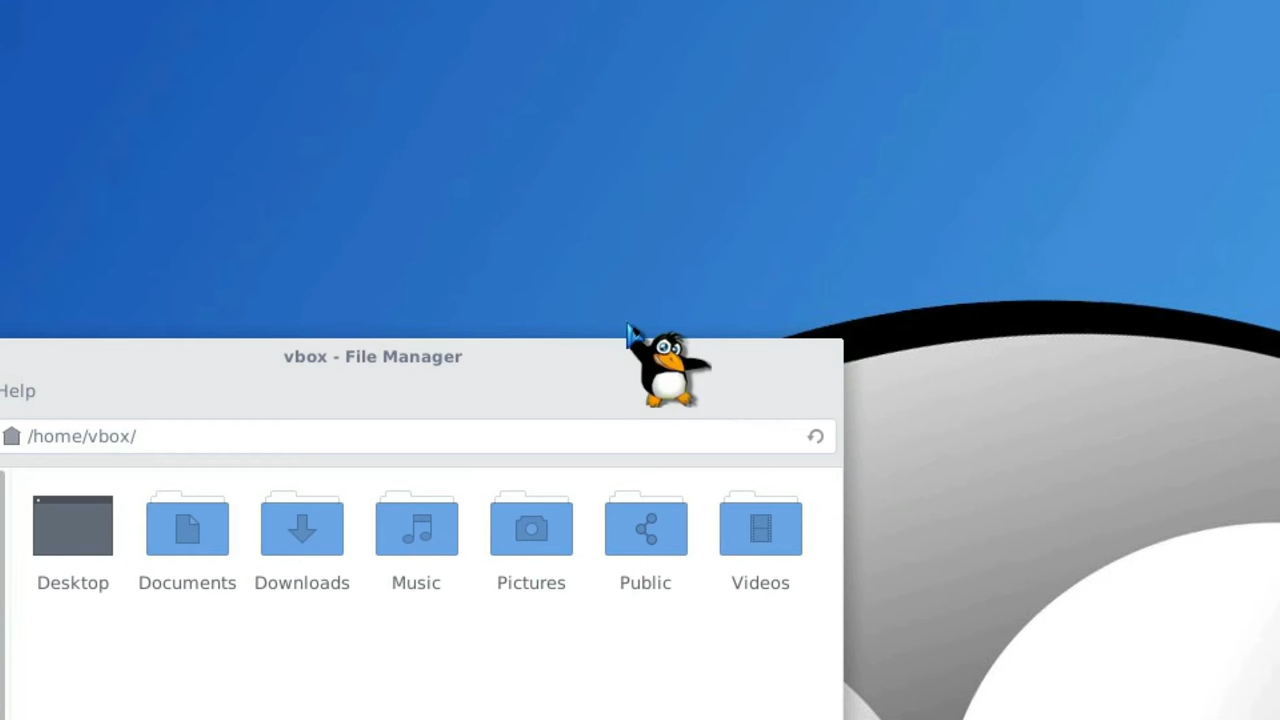 vbox - File Manager
Help
/home/vbox/
Desktop Documents Downloads Music Pictures Public Videos